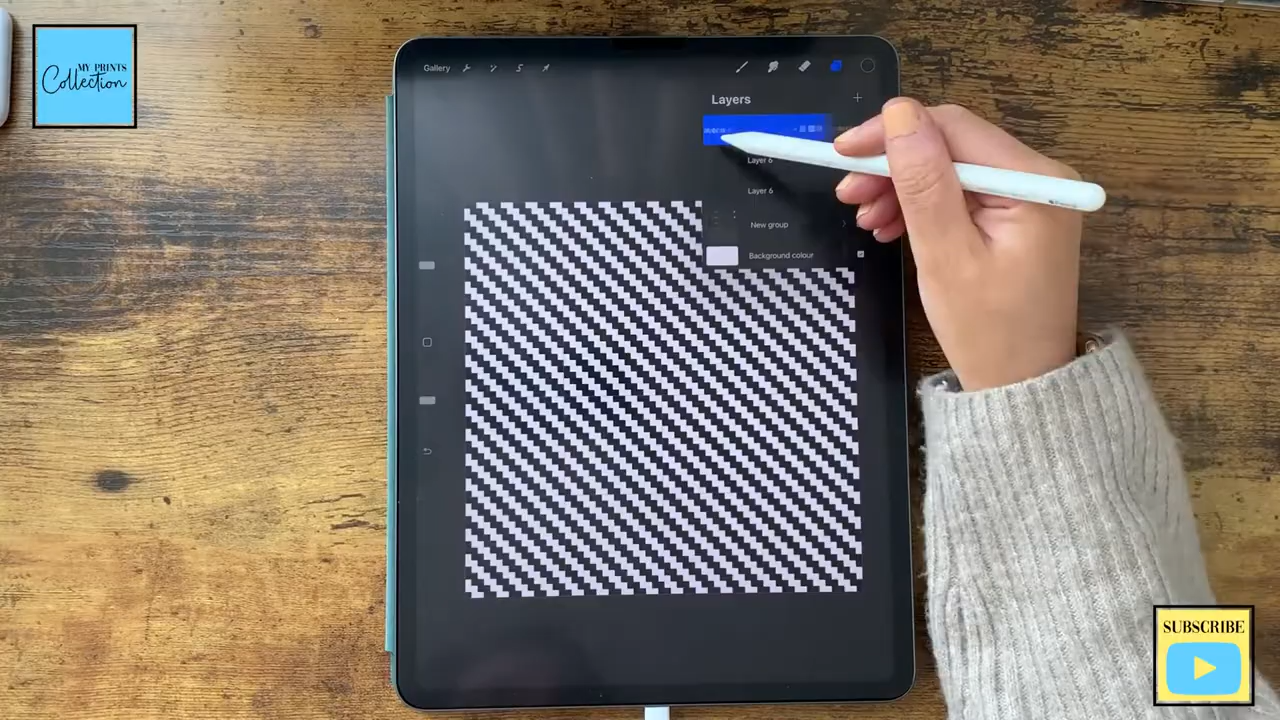 MY PRINTS
Collection
Gallery
Layers
Layer 6
Layer 6
New group
Background colour
SUBSCRIBE